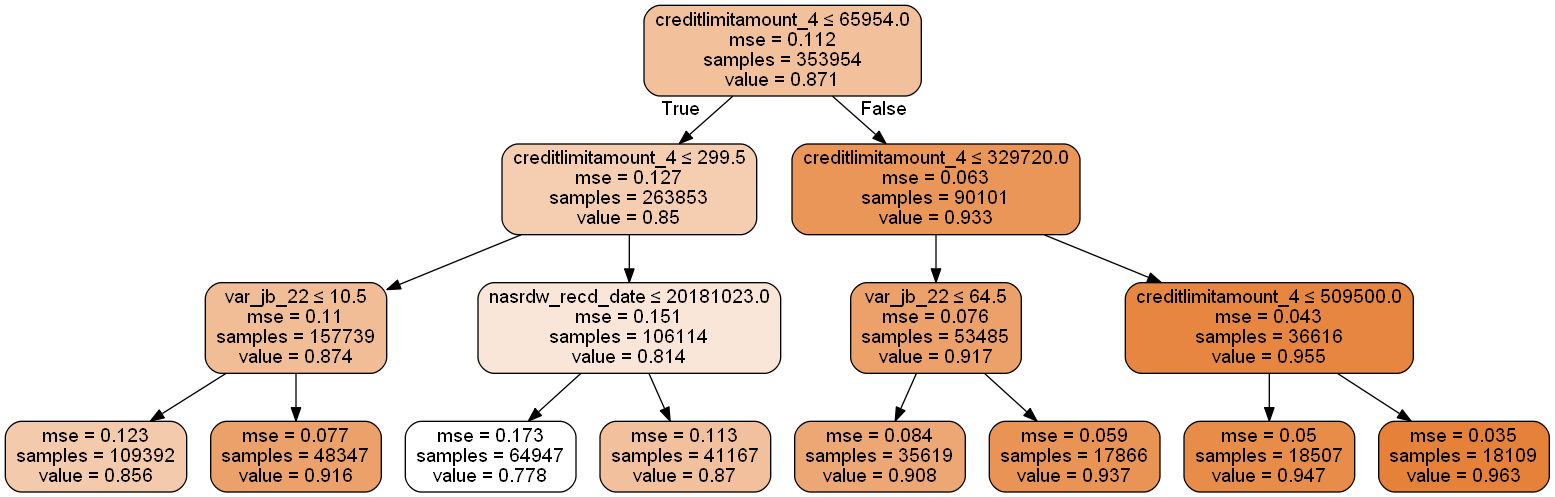 creditlimitamount_4 ≤ 65954.0
mse = 0.112
samples = 353954
value = 0.871
True
False
creditlimitamount_4 ≤ 299.5
mse = 0.127
samples = 263853
value = 0.85
creditlimitamount_4 ≤ 329720.0
mse = 0.063
samples = 90101
value = 0.933
var_jb_22 ≤ 10.5
mse = 0.11
samples = 157739
value = 0.874
nasrdw_recd_date ≤ 20181023.0
mse = 0.151
samples = 106114
value = 0.814
var_jb_22 ≤ 64.5
mse = 0.076
samples = 53485
value = 0.917
creditlimitamount_4 ≤ 509500.0
mse = 0.043
samples = 36616
value = 0.955
mse = 0.123
samples = 109392
value = 0.856
mse = 0.077
samples = 48347
value = 0.916
mse = 0.173
samples = 64947
value = 0.778
mse = 0.113
samples = 41167
value = 0.87
mse = 0.084
samples = 35619
value = 0.908
mse = 0.059
samples = 17866
value = 0.937
mse = 0.05
samples = 18507
value = 0.947
mse = 0.035
samples = 18109
value = 0.963